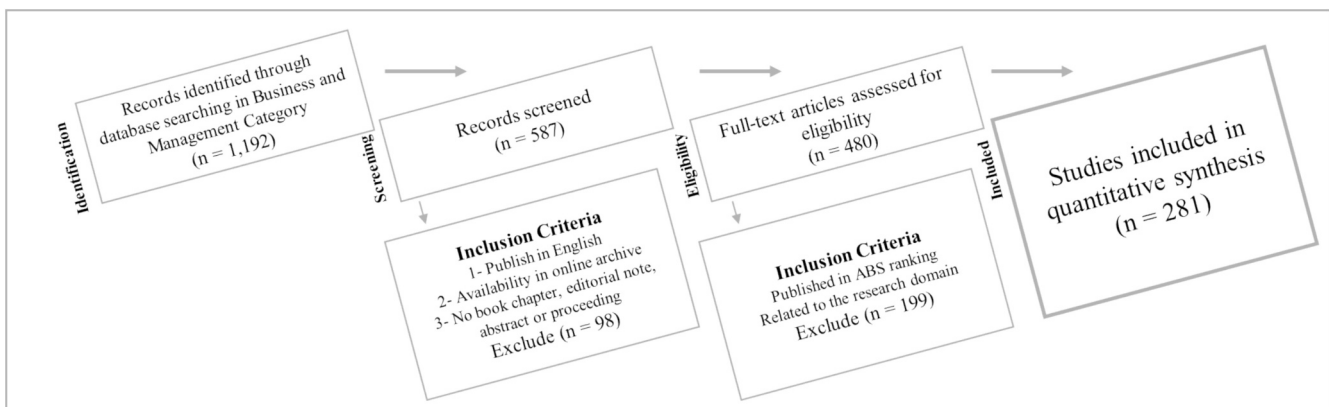 Identification
Records identified through
database searching in Business and
Management Category
(n = 1,192)
Screening
Records screened
(n = 587)
Inclusion Criteria
1- Publish in English
2- Availability in online archive
3- No book chapter, editorial note,
abstract or proceeding
Exclude (n = 98)
Eligibility
Full-text articles assessed for
eligibility
(n = 480)
Inclusion Criteria
Published in ABS ranking
Related to the research domain
Exclude (n = 199)
Included
Studies included in
quantitative synthesis
(n = 281)